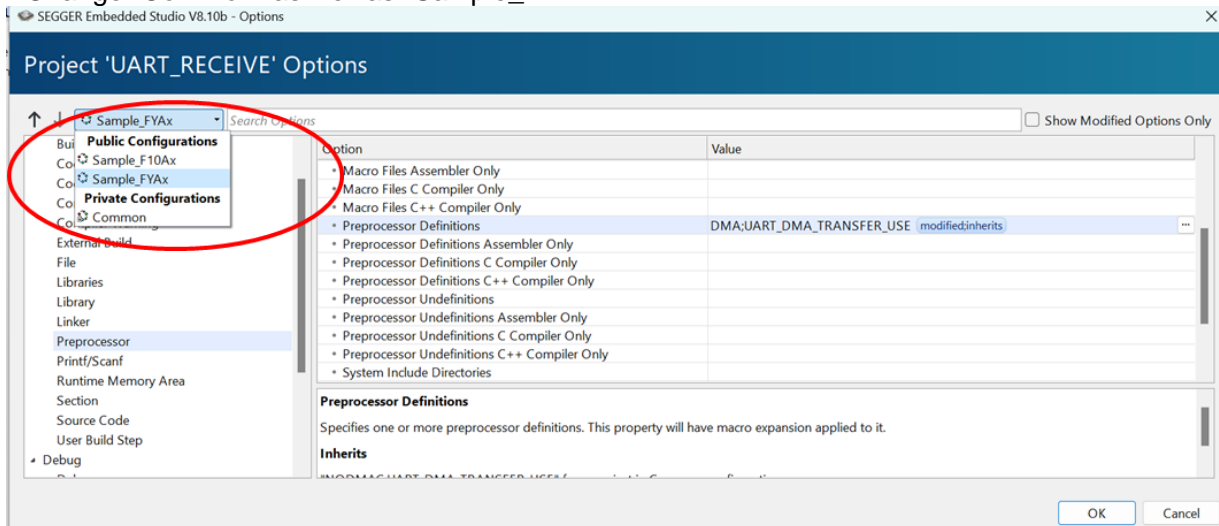 SEGGER Embedded Studio V8.10b - Options
Project 'UART_RECEIVE' Options
Sample_FYAx Search Options Show Modified Options Only
Public Configurations
Sample_F10Ax
Sample_FYAx
Private Configurations
Common
External Build
File
Libraries
Library
Linker
Preprocessor
Printf/Scanf
Runtime Memory Area
Section
Source Code
User Build Step
Debug
Option Value
Macro Files Assembler Only
Macro Files C Compiler Only
Macro Files C++ Compiler Only
Preprocessor Definitions DMA;UART_DMA_TRANSFER_USE modified;inherits ...
Preprocessor Definitions Assembler Only
Preprocessor Definitions C Compiler Only
Preprocessor Definitions C++ Compiler Only
Preprocessor Undefinitions
Preprocessor Undefinitions Assembler Only
Preprocessor Undefinitions C Compiler Only
Preprocessor Undefinitions C++ Compiler Only
System Include Directories
Preprocessor Definitions
Specifies one or more preprocessor definitions. This property will have macro expansion applied to it.
Inherits
OK Cancel